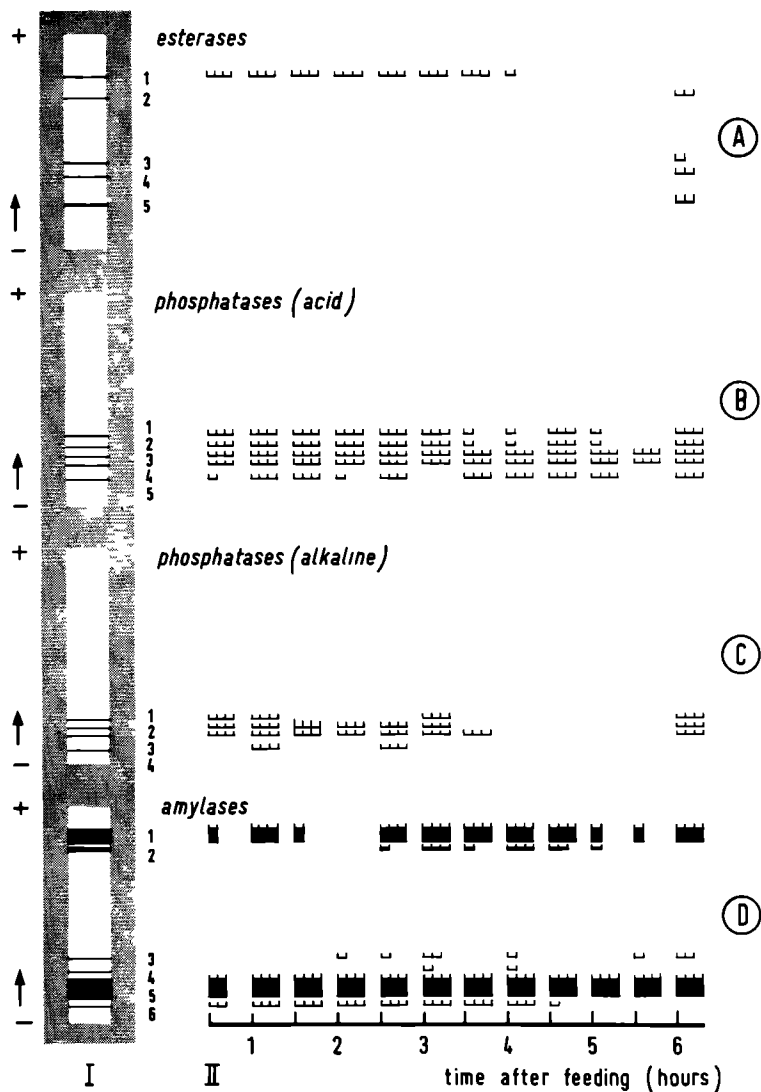 + esterases
1
2
A
3
4
5
−
+
phosphatases (acid)
B
1
2
3
4
5
−
+ phosphatases (alkaline)
C
1
2
3
4
−
+ amylases
1
2
D
3
4
5
6
−
1 2 3 4 5 6
I II time after feeding (hours)